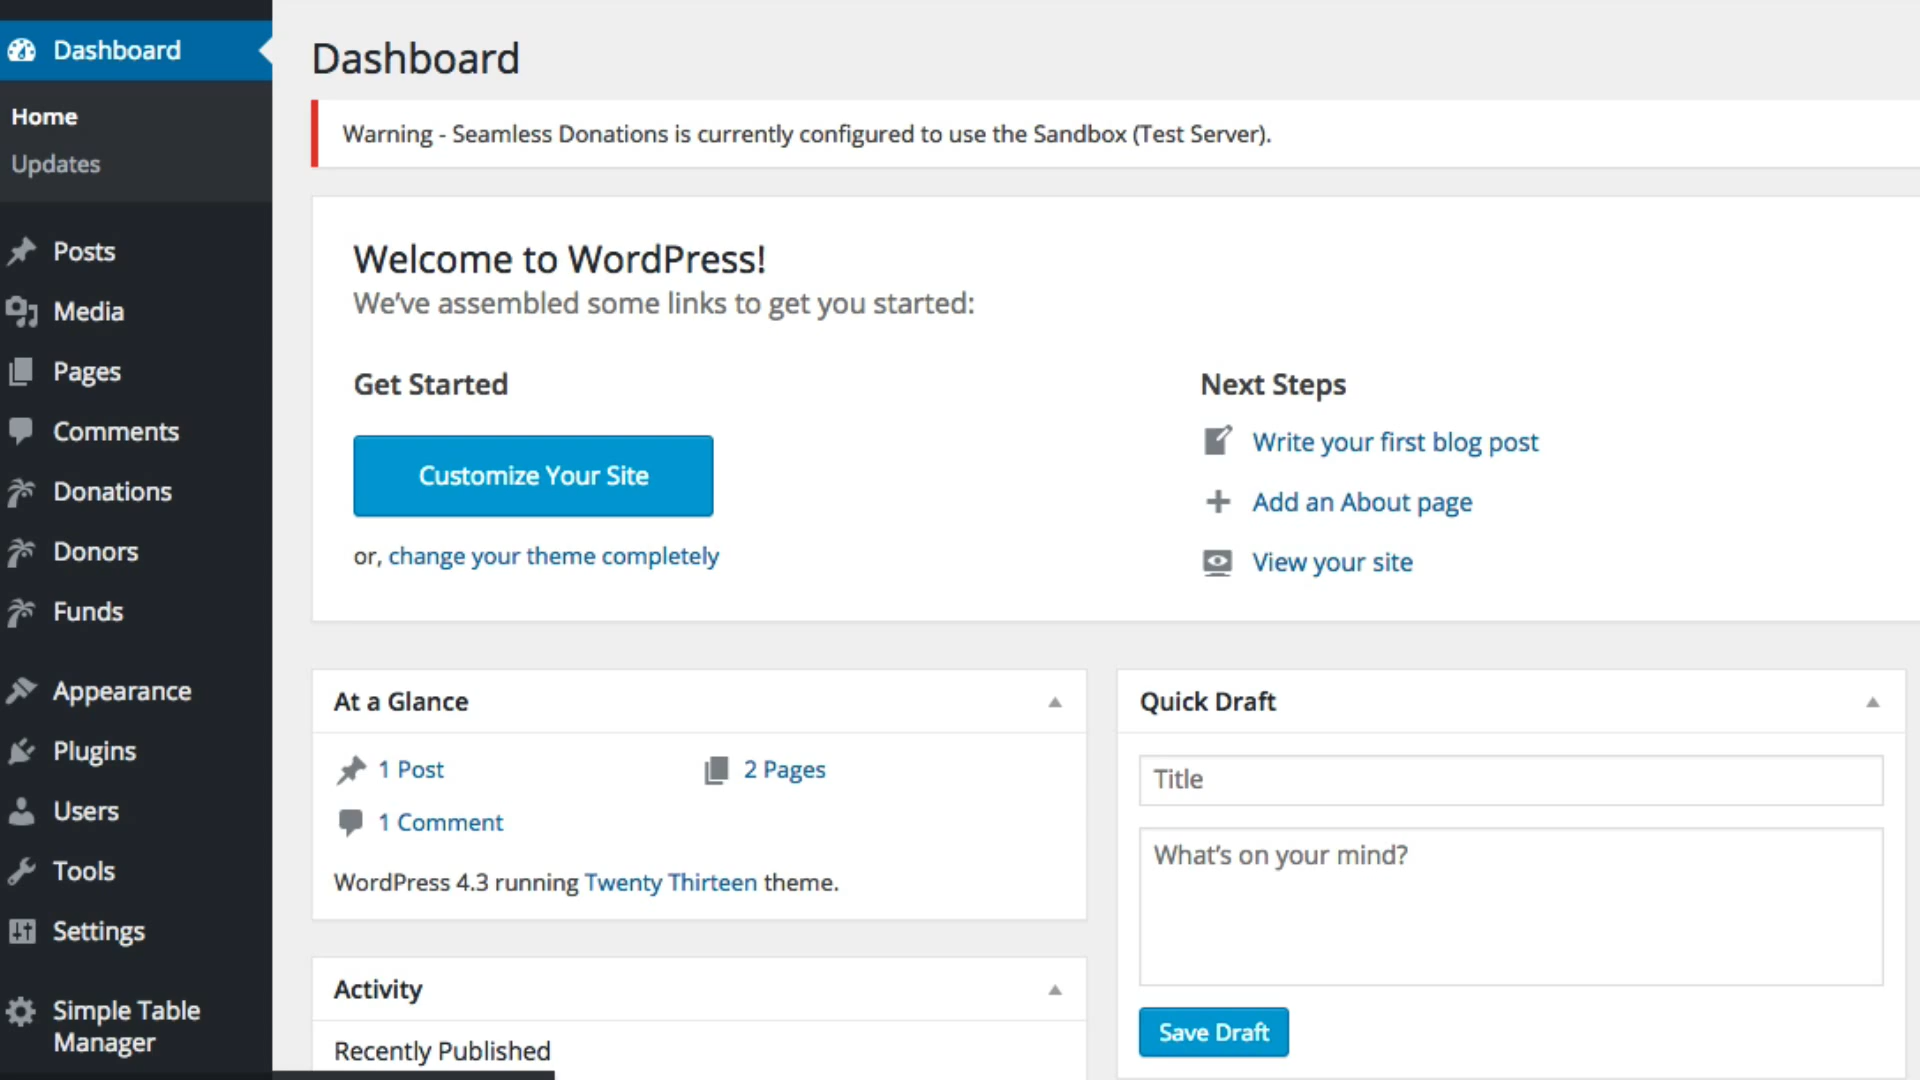 Dashboard
Home
Updates
Posts
Media
Pages
Comments
Donations
Donors
Funds
Appearance
Plugins
Users
Tools
Settings
Simple Table
Manager
Dashboard
Warning - Seamless Donations is currently configured to use the Sandbox (Test Server).
Welcome to WordPress!
We've assembled some links to get you started:
Get Started
Customize Your Site
or, change your theme completely
Next Steps
Write your first blog post
Add an About page
View your site
At a Glance
1 Post
2 Pages
1 Comment
WordPress 4.3 running Twenty Thirteen theme.
Activity
Recently Published
Quick Draft
Title
What's on your mind?
Save Draft